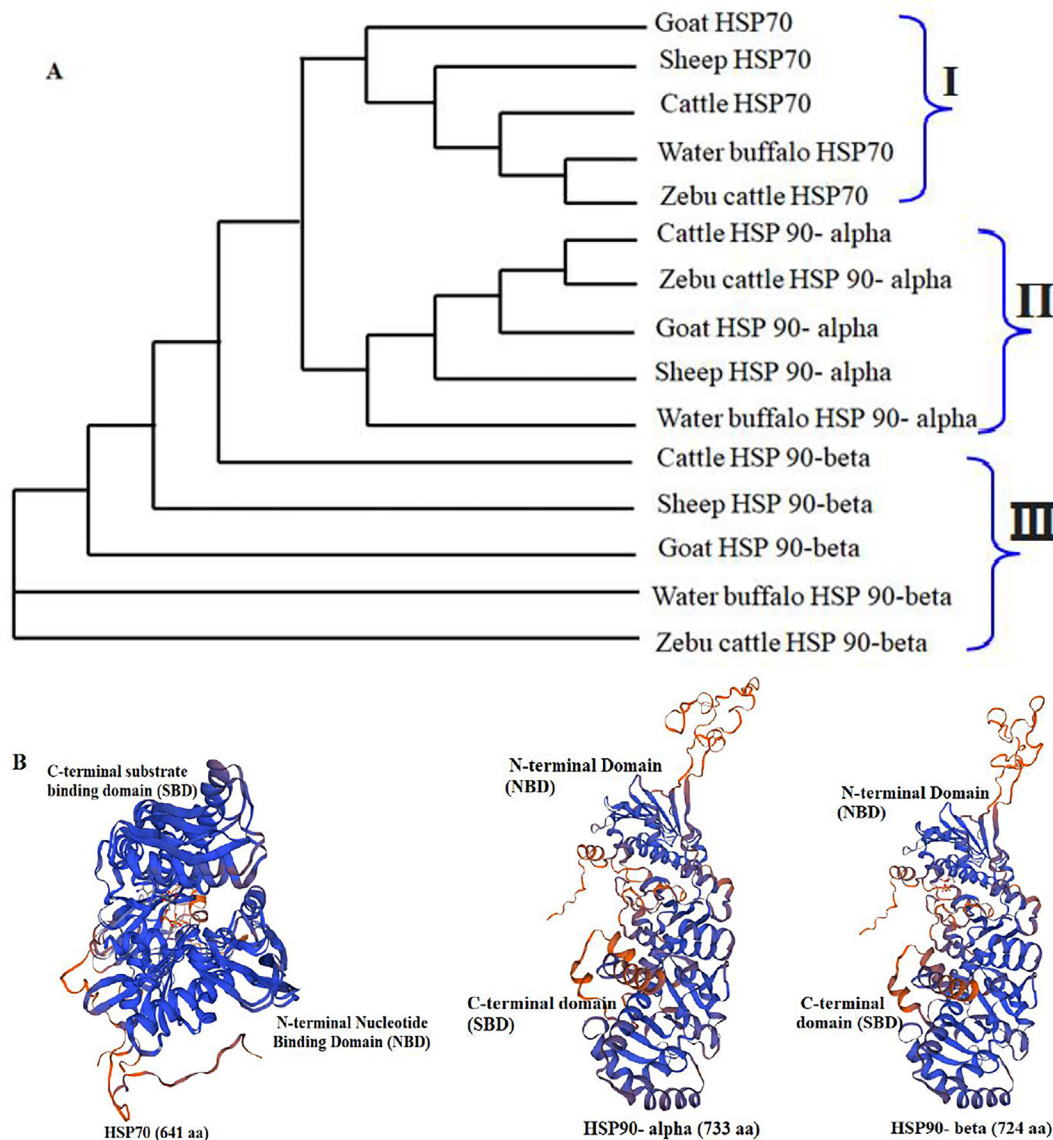 A
Goat HSP70
Sheep HSP70
Cattle HSP70
Water buffalo HSP70
Zebu cattle HSP70
I
Cattle HSP 90- alpha
Zebu cattle HSP 90- alpha
Goat HSP 90- alpha
Sheep HSP 90- alpha
Water buffalo HSP 90- alpha
II
Cattle HSP 90-beta
Sheep HSP 90-beta
Goat HSP 90-beta
Water buffalo HSP 90-beta
Zebu cattle HSP 90-beta
III
B
C-terminal substrate
binding domain (SBD)
N-terminal Nucleotide
Binding Domain (NBD)
HSP70 (641 aa)
N-terminal Domain
(NBD)
C-terminal domain
(SBD)
HSP90- alpha (733 aa)
N-terminal Domain
(NBD)
C-terminal
domain (SBD)
HSP90- beta (724 aa)